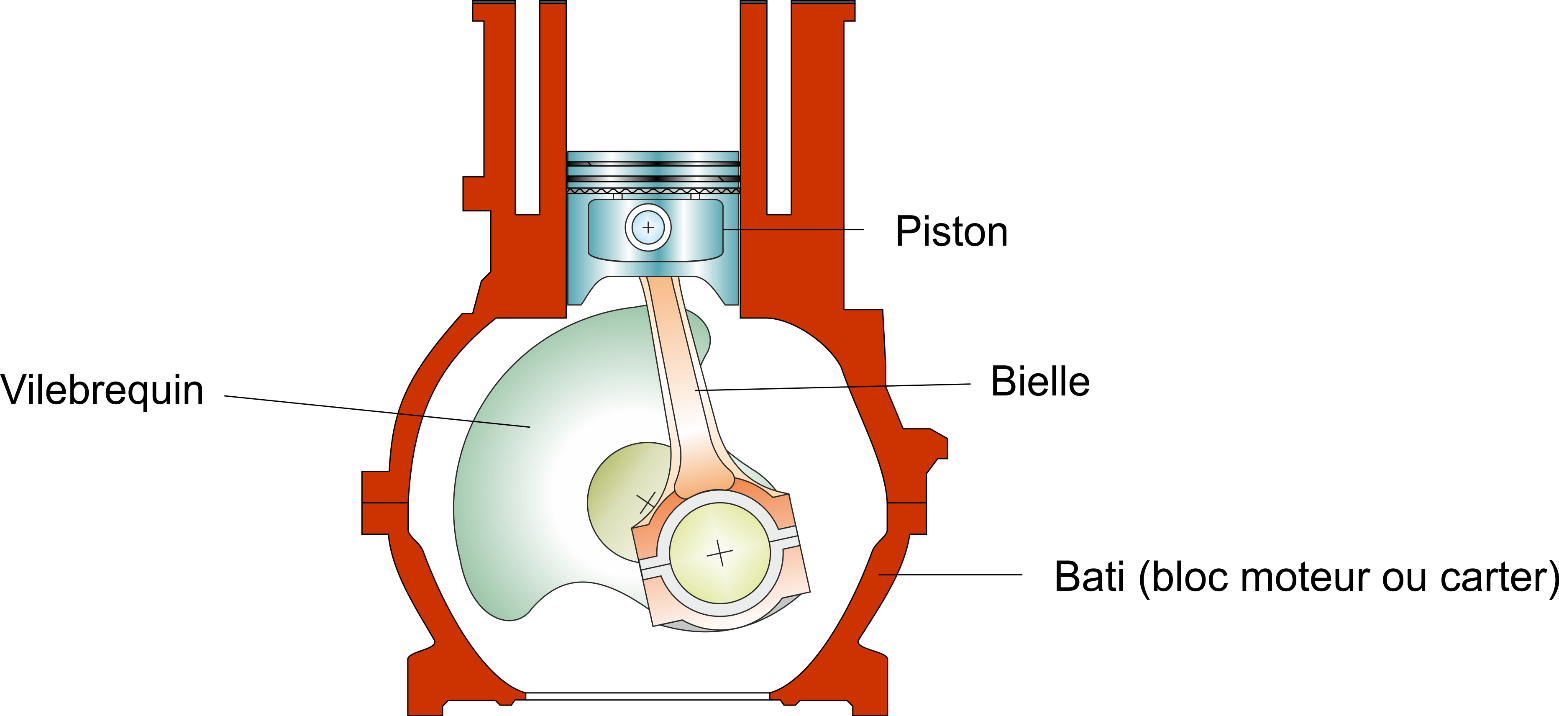 Piston
Bielle
Vilebrequin
Bati (bloc moteur ou carter)